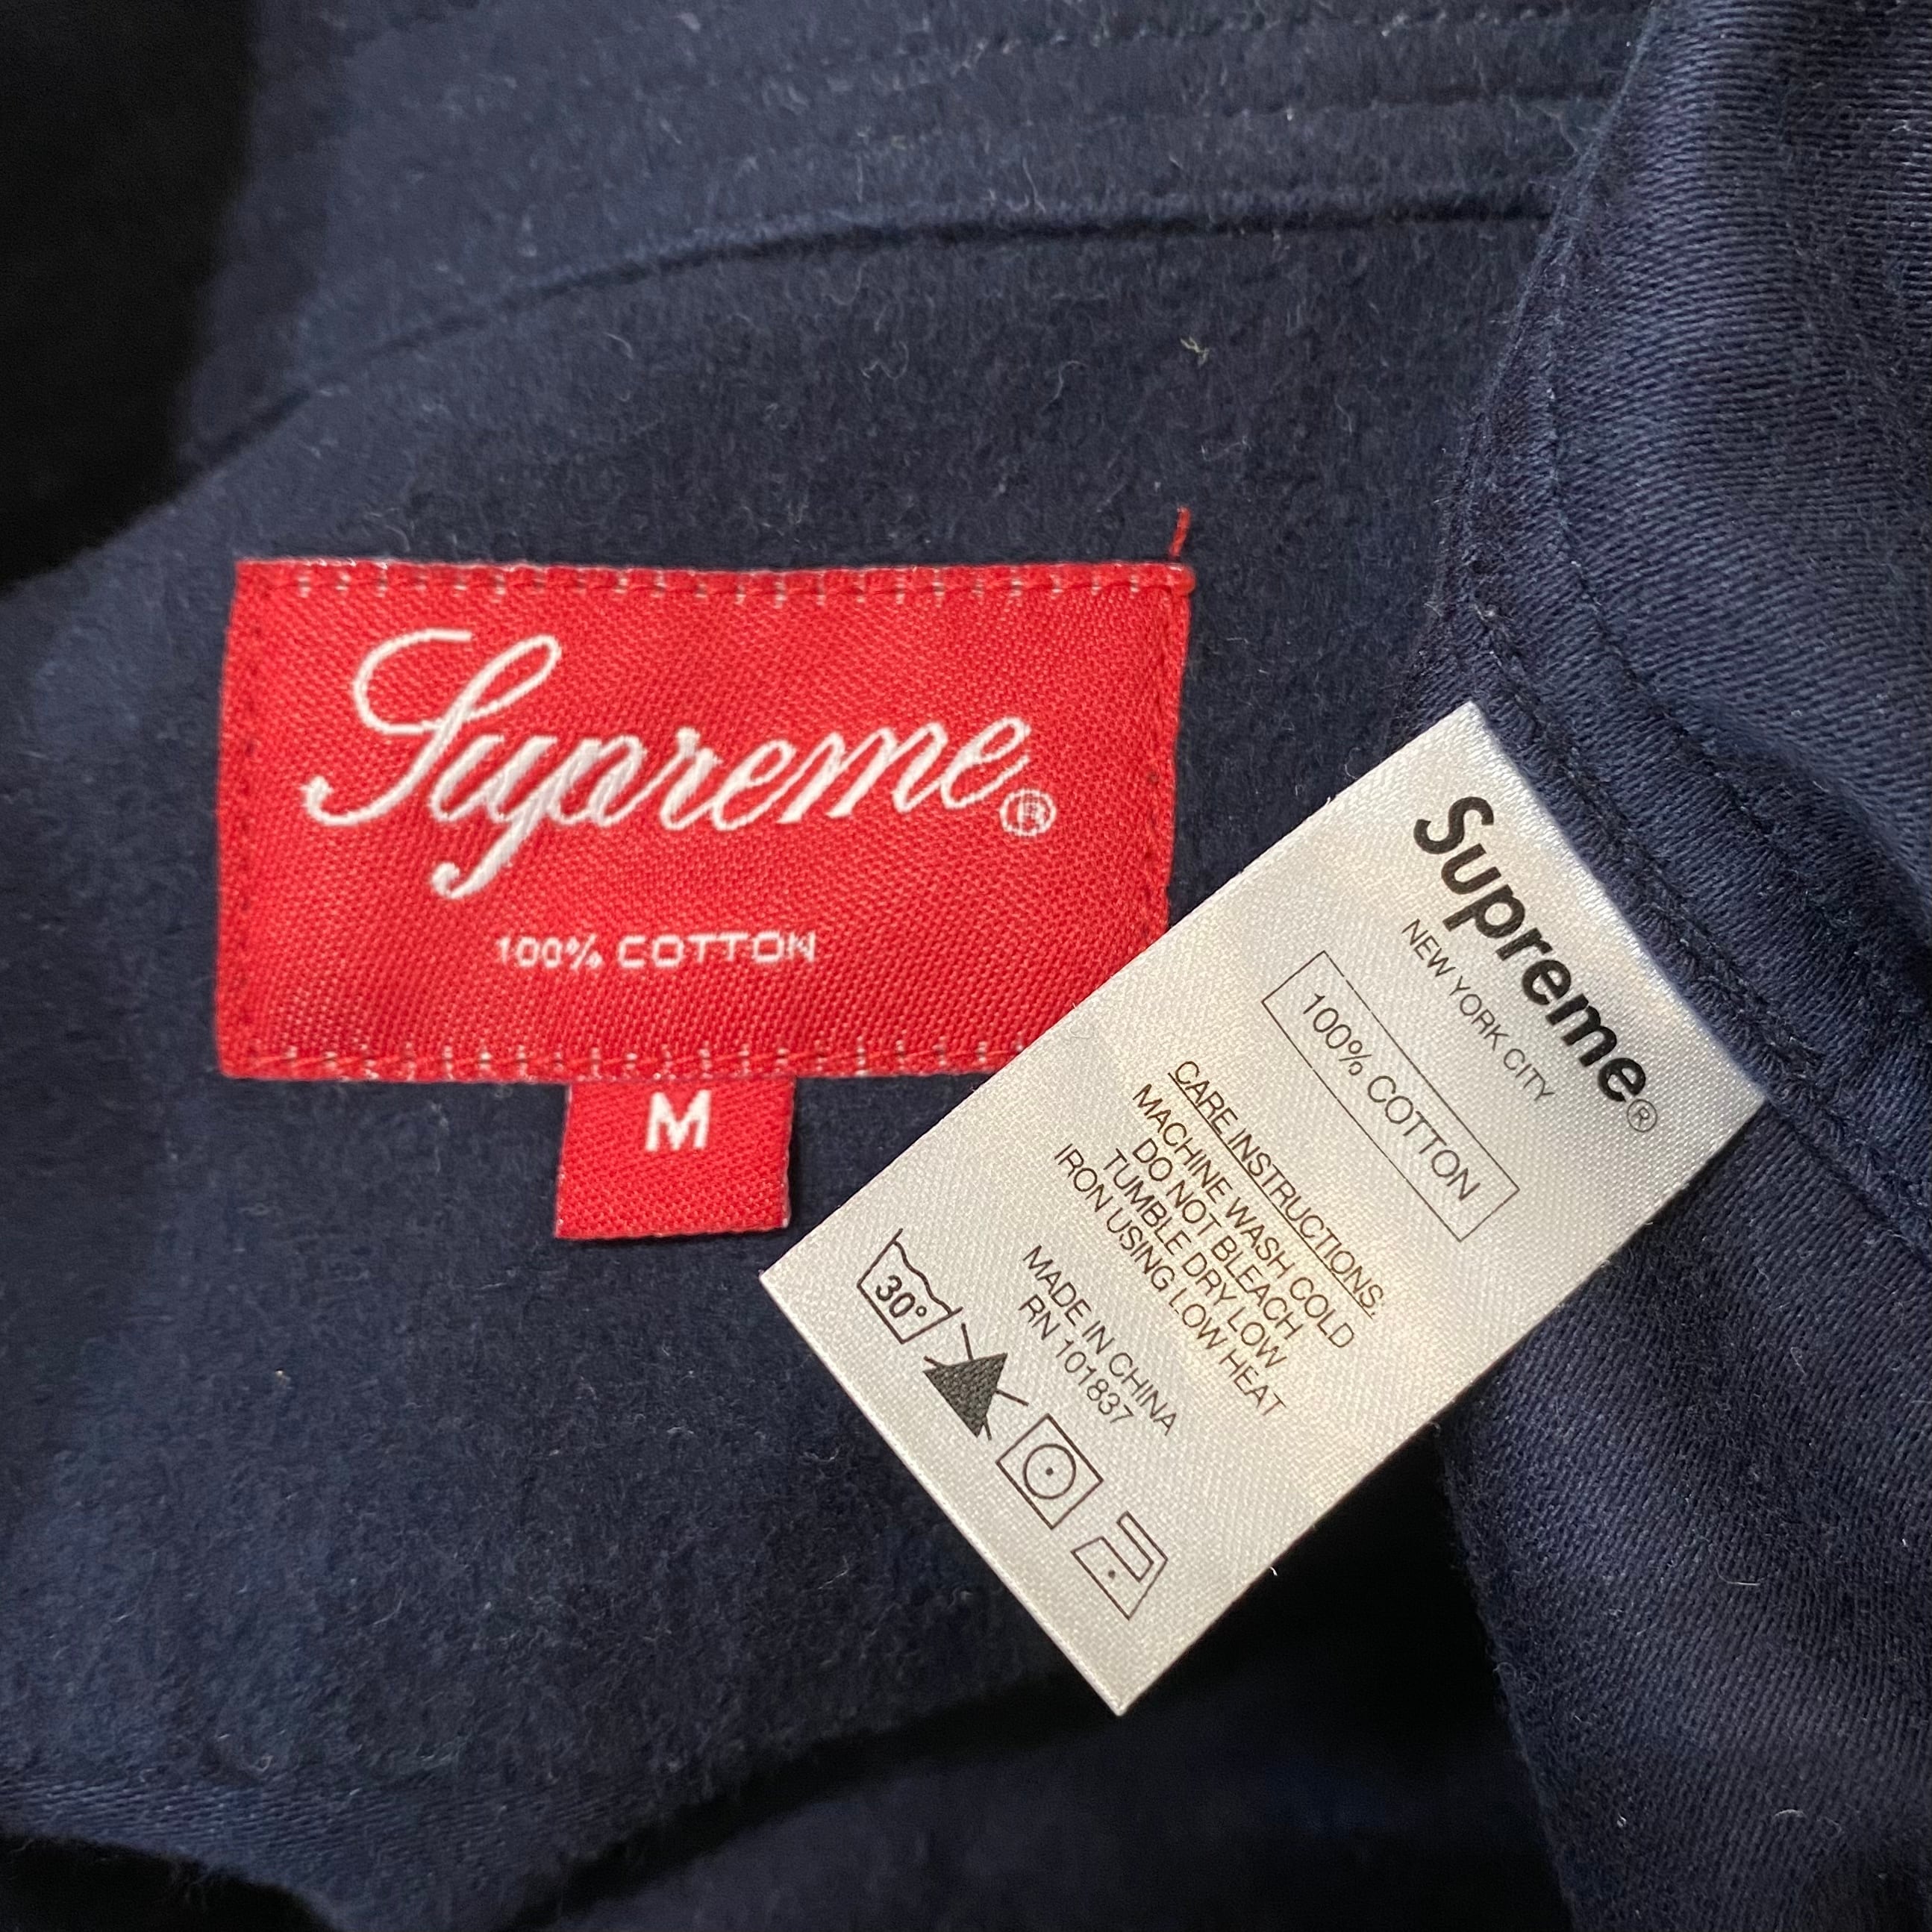 Supreme®
100% COTTON
M
Supreme®
NEW YORK CITY
100% COTTON
CARE INSTRUCTIONS.
MACHINE WASH COLD
DO NOT BLEACH
TUMBLE DRY LOW
IRON USING LOW HEAT
MADE IN CHINA
RN 101837
30°